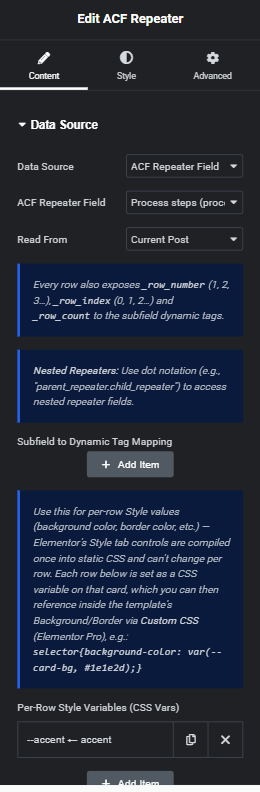 Edit ACF Repeater
Content
Style
Advanced
Data Source
Data Source
ACF Repeater Field
ACF Repeater Field
Process steps (proc
Read From
Current Post
Every row also exposes _row_number (1, 2,
3...), _row_index (0, 1, 2...) and
_row_count to the subfield dynamic tags.
Nested Repeaters: Use dot notation (e.g.,
"parent_repeater.child_repeater") to access
nested repeater fields.
Subfield to Dynamic Tag Mapping
+ Add Item
Use this for per-row Style values
(background color, border color, etc.) —
Elementor's Style tab controls are compiled
once into static CSS and can't change per
row. Each row below is set as a CSS
variable on that card, which you can then
reference inside the template's
Background/Border via Custom CSS
(Elementor Pro), e.g.:
selector{background-color: var(--
card-bg, #1e1e2d);}
Per-Row Style Variables (CSS Vars)
--accent ← accent
+ Add Item